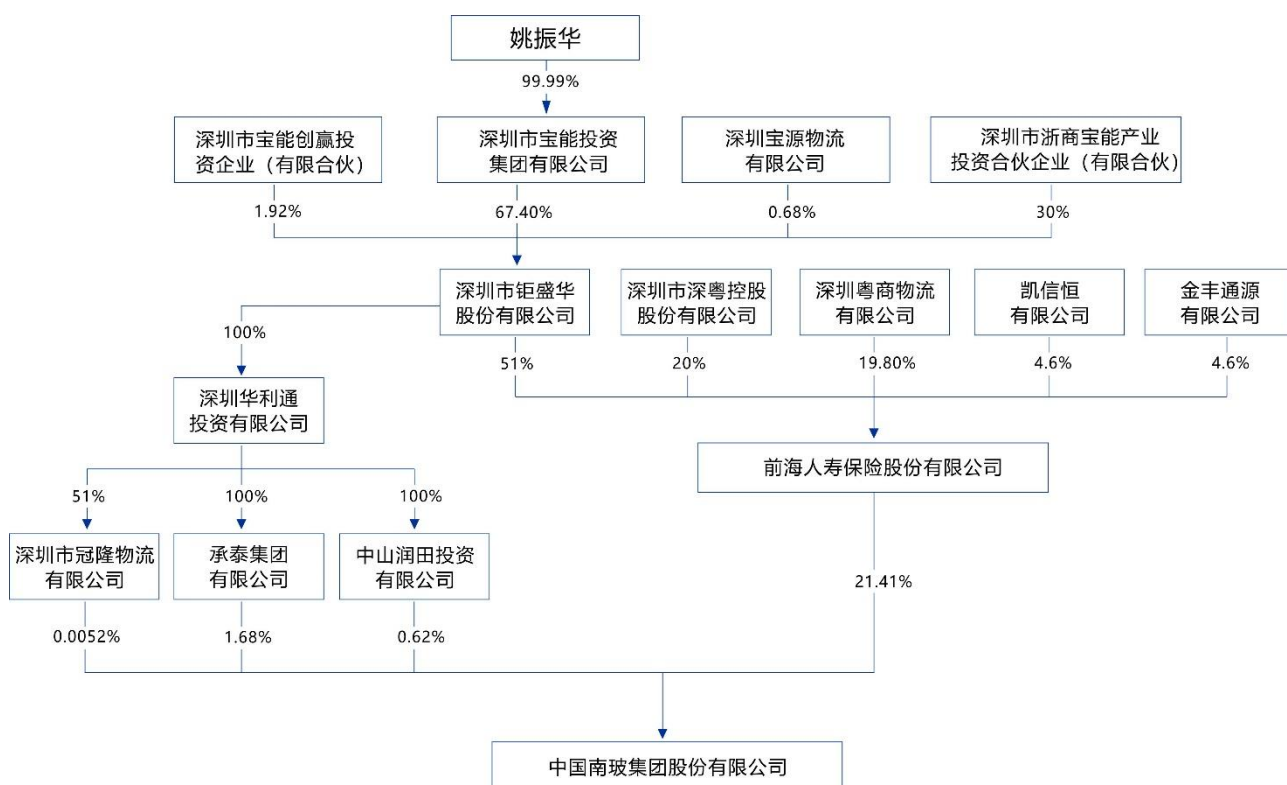 姚振华
99.99%
深圳市宝能创赢投
资企业（有限合伙）
深圳市宝能投资
集团有限公司
深圳宝源物流
有限公司
深圳市浙商宝能产业
投资合伙企业（有限合伙）
1.92%
67.40%
0.68%
30%
深圳市钜盛华
股份有限公司
深圳市深粤控股
股份有限公司
深圳粤商物流
有限公司
凯信恒
有限公司
金丰通源
有限公司
100%
51%
20%
19.80%
4.6%
4.6%
深圳华利通
投资有限公司
前海人寿保险股份有限公司
51%
100%
100%
深圳市冠隆物流
有限公司
承泰集团
有限公司
中山润田投资
有限公司
21.41%
0.0052%
1.68%
0.62%
中国南玻集团股份有限公司